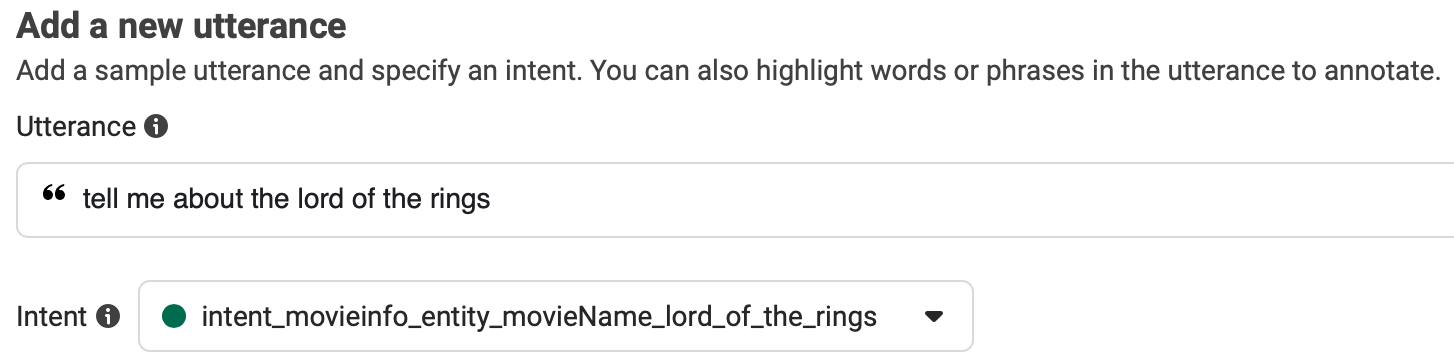 Add a new utterance
Add a sample utterance and specify an intent. You can also highlight words or phrases in the utterance to annotate.
Utterance
“ tell me about the lord of the rings
Intent intent_movieinfo_entity_movieName_lord_of_the_rings